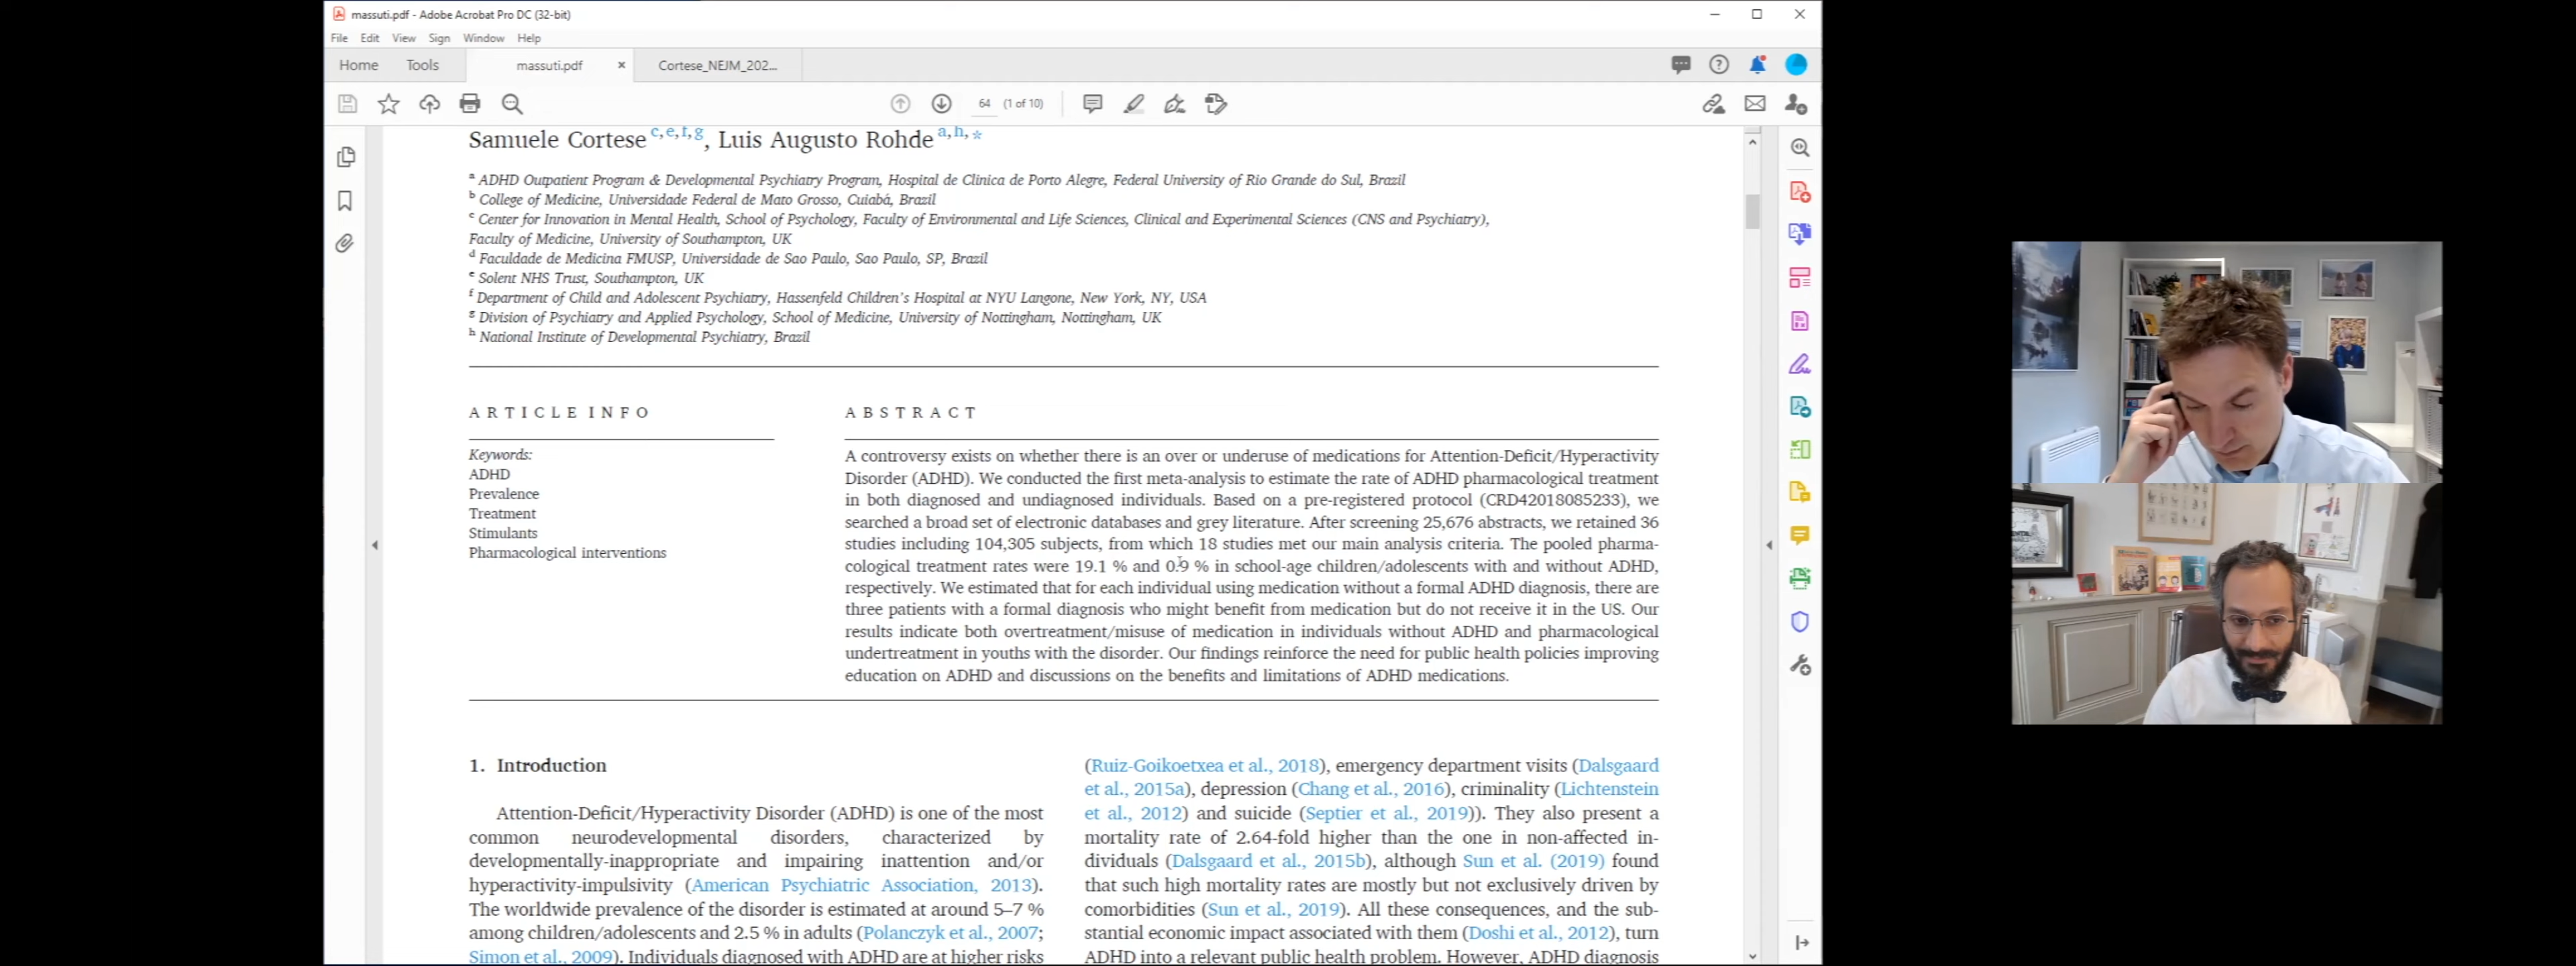 massuti.pdf - Adobe Acrobat Pro DC (32-bit)
File Edit View Sign Window Help
Home Tools massuti.pdf × Cortese_NEJM_202...
64 (1 of 10)
Samuele Cortese c,e,f,g, Luis Augusto Rohde a,h,*
a ADHD Outpatient Program & Developmental Psychiatry Program, Hospital de Clínica de Porto Alegre, Federal University of Rio Grande do Sul, Brazil
b College of Medicine, Universidade Federal de Mato Grosso, Cuiabá, Brazil
c Center for Innovation in Mental Health, School of Psychology, Faculty of Environmental and Life Sciences, Clinical and Experimental Sciences (CNS and Psychiatry),
Faculty of Medicine, University of Southampton, UK
d Faculdade de Medicina FMUSP, Universidade de Sao Paulo, Sao Paulo, SP, Brazil
e Solent NHS Trust, Southampton, UK
f Department of Child and Adolescent Psychiatry, Hassenfeld Children's Hospital at NYU Langone, New York, NY, USA
g Division of Psychiatry and Applied Psychology, School of Medicine, University of Nottingham, Nottingham, UK
h National Institute of Developmental Psychiatry, Brazil
ARTICLE INFO
Keywords:
ADHD
Prevalence
Treatment
Stimulants
Pharmacological interventions
ABSTRACT
A controversy exists on whether there is an over or underuse of medications for Attention-Deficit/Hyperactivity
Disorder (ADHD). We conducted the first meta-analysis to estimate the rate of ADHD pharmacological treatment
in both diagnosed and undiagnosed individuals. Based on a pre-registered protocol (CRD42018085233), we
searched a broad set of electronic databases and grey literature. After screening 25,676 abstracts, we retained 36
studies including 104,305 subjects, from which 18 studies met our main analysis criteria. The pooled pharma-
cological treatment rates were 19.1 % and 0.9 % in school-age children/adolescents with and without ADHD,
respectively. We estimated that for each individual using medication without a formal ADHD diagnosis, there are
three patients with a formal diagnosis who might benefit from medication but do not receive it in the US. Our
results indicate both overtreatment/misuse of medication in individuals without ADHD and pharmacological
undertreatment in youths with the disorder. Our findings reinforce the need for public health policies improving
education on ADHD and discussions on the benefits and limitations of ADHD medications.
1. Introduction
Attention-Deficit/Hyperactivity Disorder (ADHD) is one of the most
common neurodevelopmental disorders, characterized by
developmentally-inappropriate and impairing inattention and/or
hyperactivity-impulsivity (American Psychiatric Association, 2013).
The worldwide prevalence of the disorder is estimated at around 5–7 %
among children/adolescents and 2.5 % in adults (Polanczyk et al., 2007;
Simon et al., 2009). Individuals diagnosed with ADHD are at higher risks
(Ruiz-Goikoetxea et al., 2018), emergency department visits (Dalsgaard
et al., 2015a), depression (Chang et al., 2016), criminality (Lichtenstein
et al., 2012) and suicide (Septier et al., 2019)). They also present a
mortality rate of 2.64-fold higher than the one in non-affected in-
dividuals (Dalsgaard et al., 2015b), although Sun et al. (2019) found
that such high mortality rates are mostly but not exclusively driven by
comorbidities (Sun et al., 2019). All these consequences, and the sub-
stantial economic impact associated with them (Doshi et al., 2012), turn
ADHD into a relevant public health problem. However, ADHD diagnosis